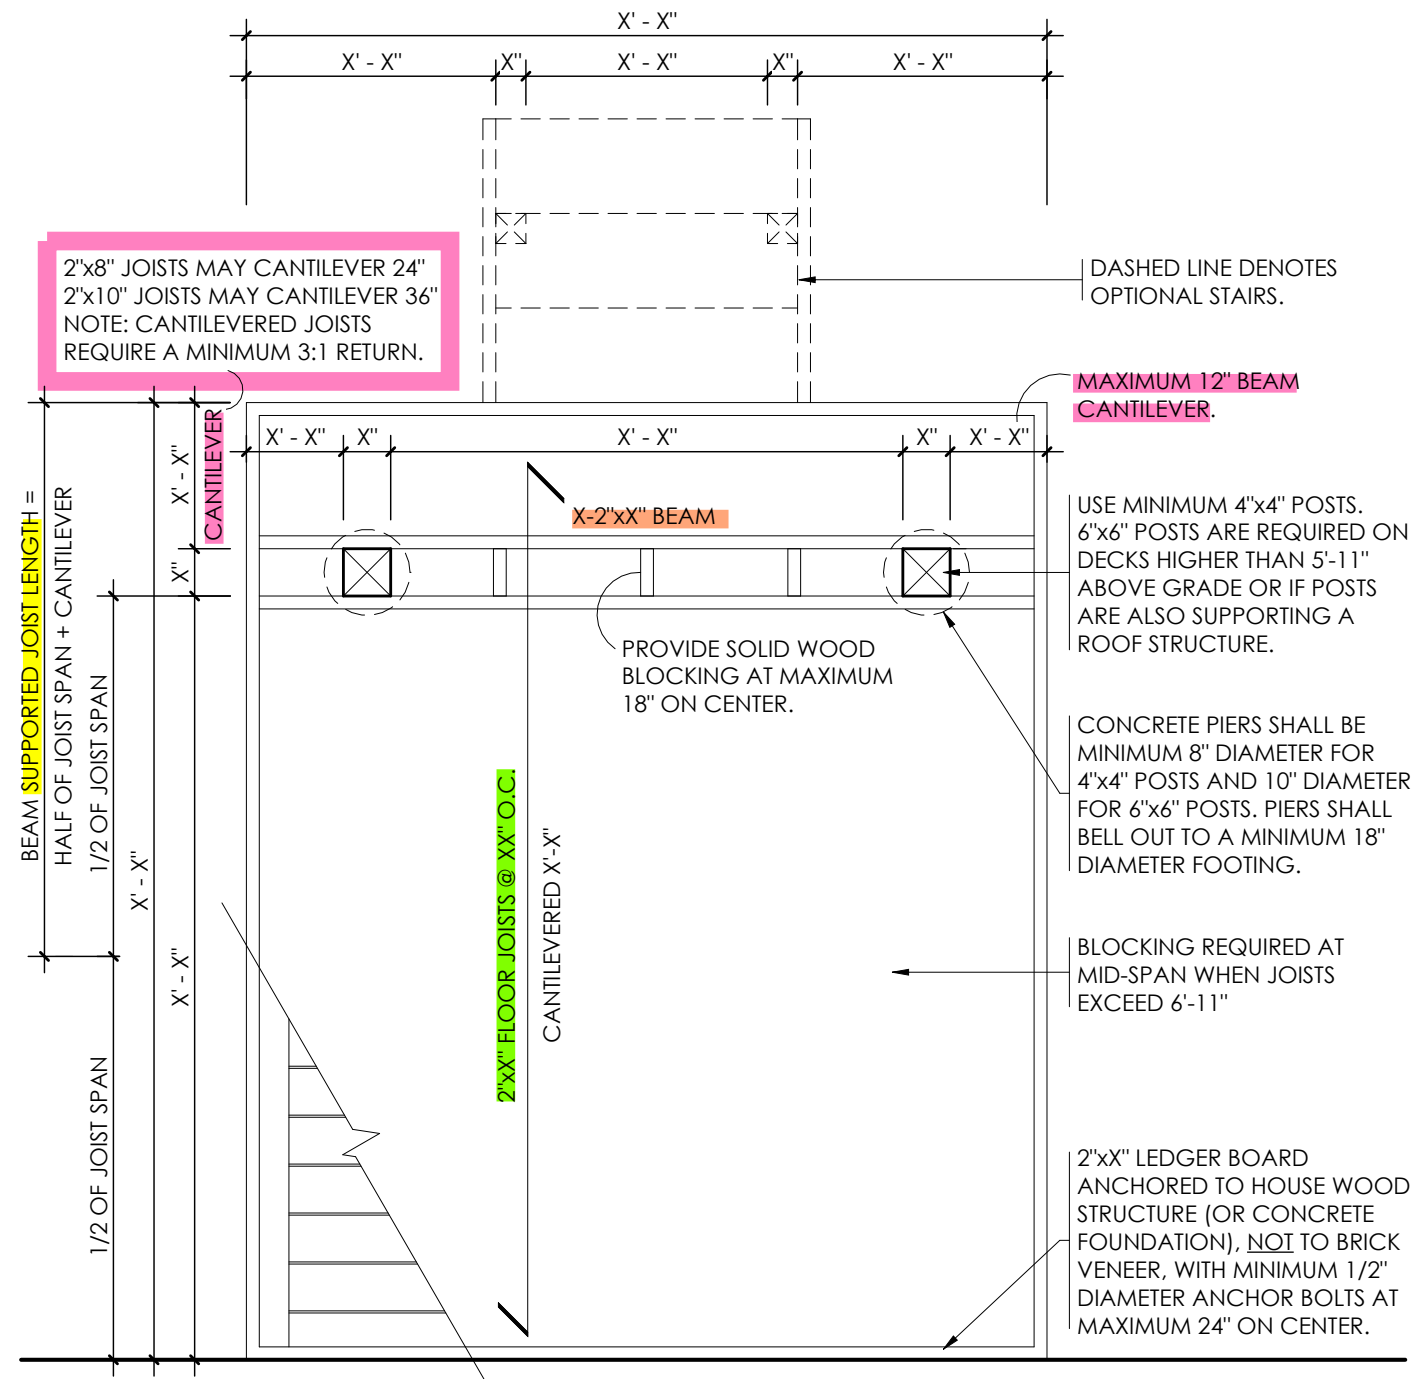 X' - X"
X' - X"
X"
X' - X"
X"
X' - X"
2"x8" JOISTS MAY CANTILEVER 24"
2"x10" JOISTS MAY CANTILEVER 36"
NOTE: CANTILEVERED JOISTS
REQUIRE A MINIMUM 3:1 RETURN.
DASHED LINE DENOTES
OPTIONAL STAIRS.
MAXIMUM 12" BEAM
CANTILEVER.
X' - X"
X"
X' - X"
X"
X' - X"
X' - X"
CANTILEVER
X"
X-2"xX" BEAM
USE MINIMUM 4"x4" POSTS.
6"x6" POSTS ARE REQUIRED ON
DECKS HIGHER THAN 5'-11"
ABOVE GRADE OR IF POSTS
ARE ALSO SUPPORTING A
ROOF STRUCTURE.
BEAM SUPPORTED JOIST LENGTH =
HALF OF JOIST SPAN + CANTILEVER
1/2 OF JOIST SPAN
X' - X"
X' - X"
1/2 OF JOIST SPAN
PROVIDE SOLID WOOD
BLOCKING AT MAXIMUM
18" ON CENTER.
2"xX" FLOOR JOISTS @ XX" O.C.
CANTILEVERED X'-X"
CONCRETE PIERS SHALL BE
MINIMUM 8" DIAMETER FOR
4"x4" POSTS AND 10" DIAMETER
FOR 6"x6" POSTS. PIERS SHALL
BELL OUT TO A MINIMUM 18"
DIAMETER FOOTING.
BLOCKING REQUIRED AT
MID-SPAN WHEN JOISTS
EXCEED 6'-11"
2"xX" LEDGER BOARD
ANCHORED TO HOUSE WOOD
STRUCTURE (OR CONCRETE
FOUNDATION), NOT TO BRICK
VENEER, WITH MINIMUM 1/2"
DIAMETER ANCHOR BOLTS AT
MAXIMUM 24" ON CENTER.